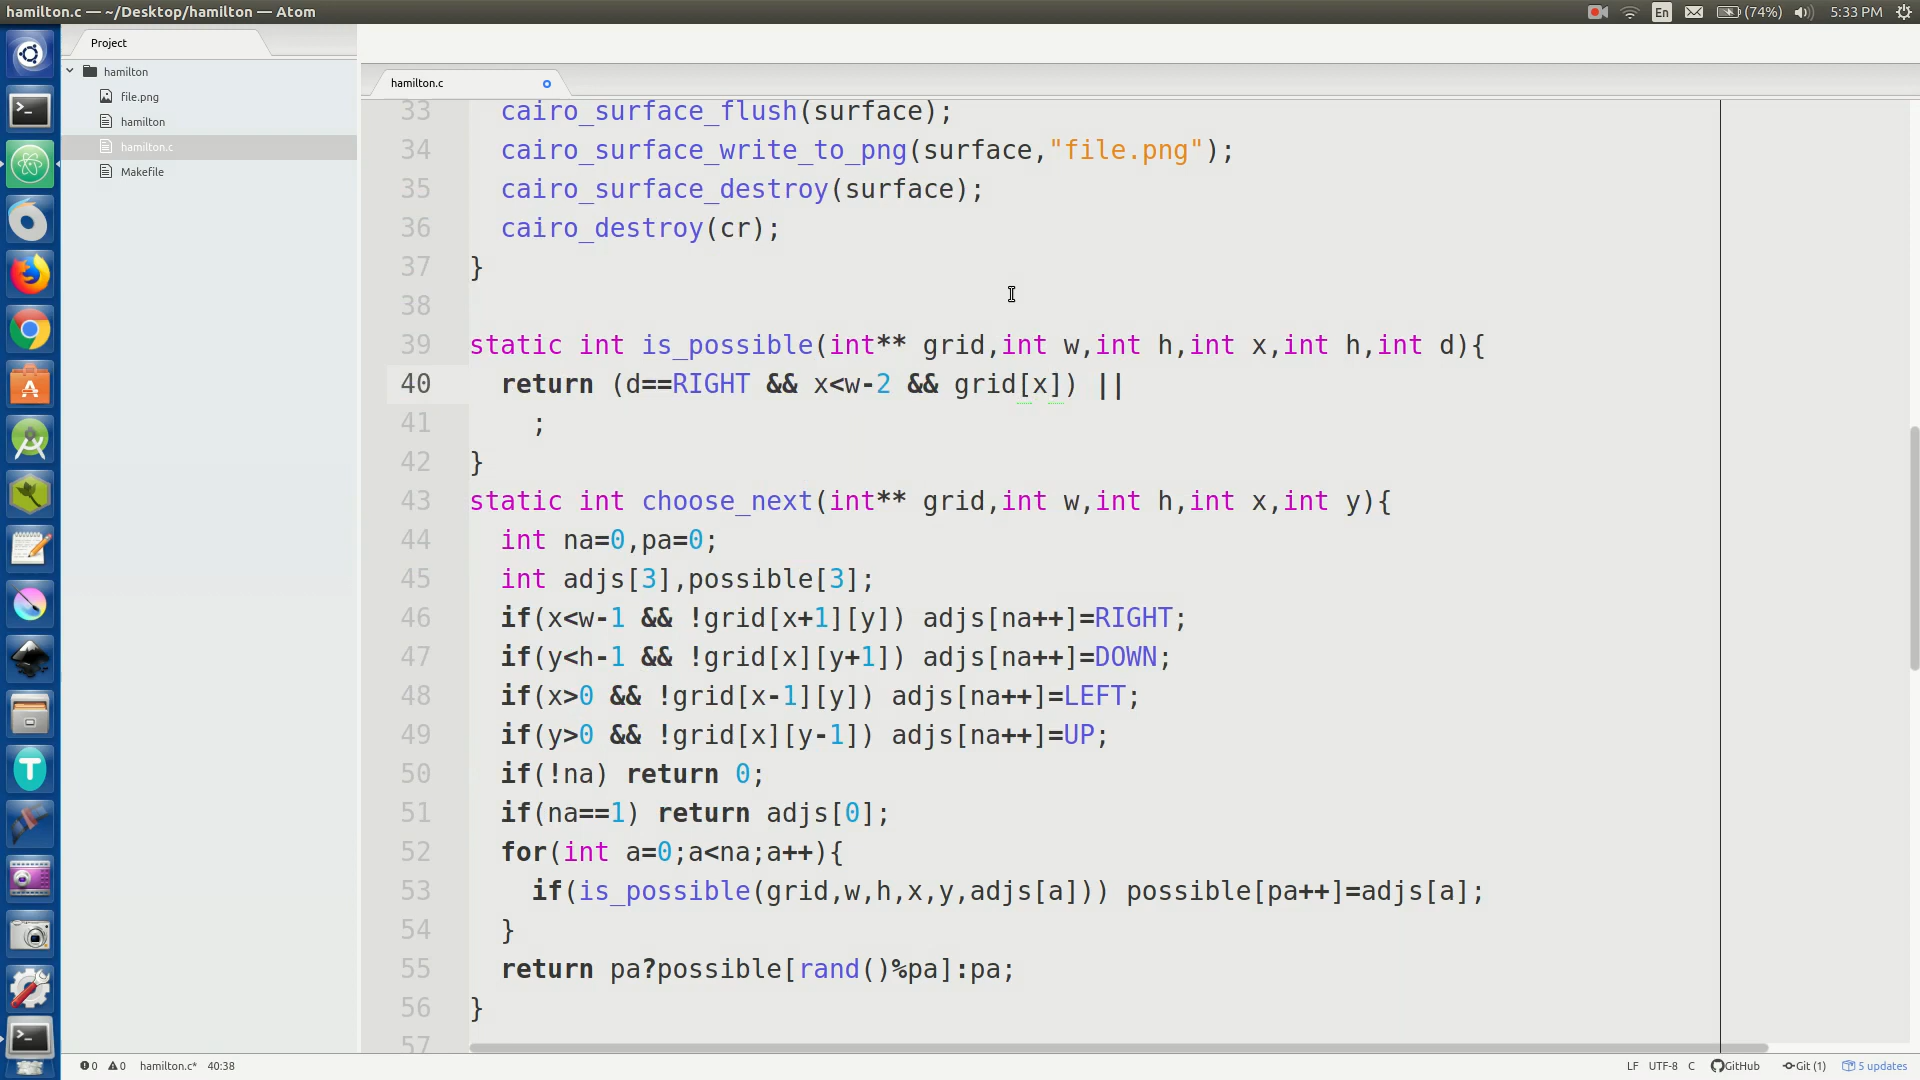 hamilton.c — ~/Desktop/hamilton — Atom
En
(74%)
5:33 PM
Project
hamilton
file.png
hamilton
hamilton.c
Makefile
hamilton.c
33 cairo_surface_flush(surface);
34 cairo_surface_write_to_png(surface,"file.png");
35 cairo_surface_destroy(surface);
36 cairo_destroy(cr);
37 }
38
39 static int is_possible(int** grid,int w,int h,int x,int h,int d){
40 return (d==RIGHT && x<w-2 && grid[x]) ||
41 ;
42 }
43 static int choose_next(int** grid,int w,int h,int x,int y){
44 int na=0,pa=0;
45 int adjs[3],possible[3];
46 if(x<w-1 && !grid[x+1][y]) adjs[na++]=RIGHT;
47 if(y<h-1 && !grid[x][y+1]) adjs[na++]=DOWN;
48 if(x>0 && !grid[x-1][y]) adjs[na++]=LEFT;
49 if(y>0 && !grid[x][y-1]) adjs[na++]=UP;
50 if(!na) return 0;
51 if(na==1) return adjs[0];
52 for(int a=0;a<na;a++){
53 if(is_possible(grid,w,h,x,y,adjs[a])) possible[pa++]=adjs[a];
54 }
55 return pa?possible[rand()%pa]:pa;
56 }
57
0 0 hamilton.c* 40:38
LF UTF-8 C GitHub Git (1) 5 updates